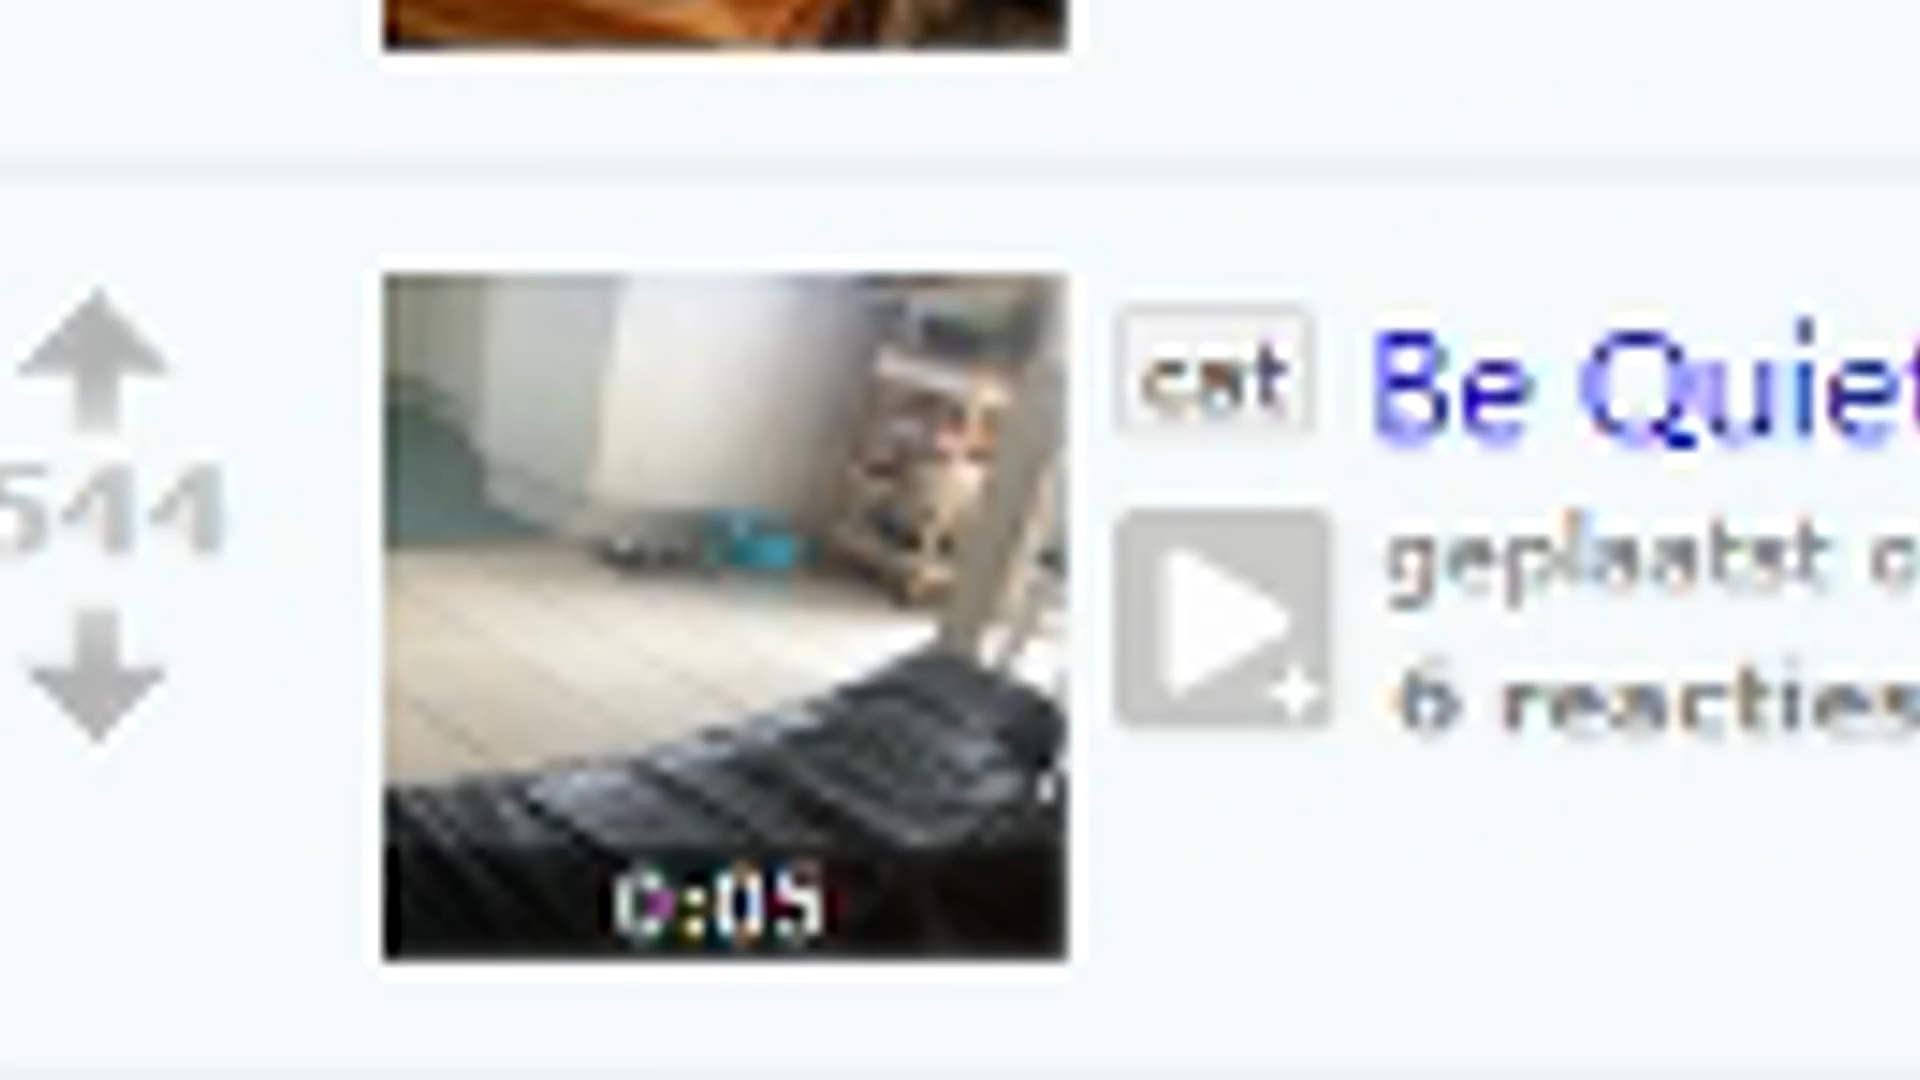 544
cat Be Quiet
geplaatst
6 reacties
0:05